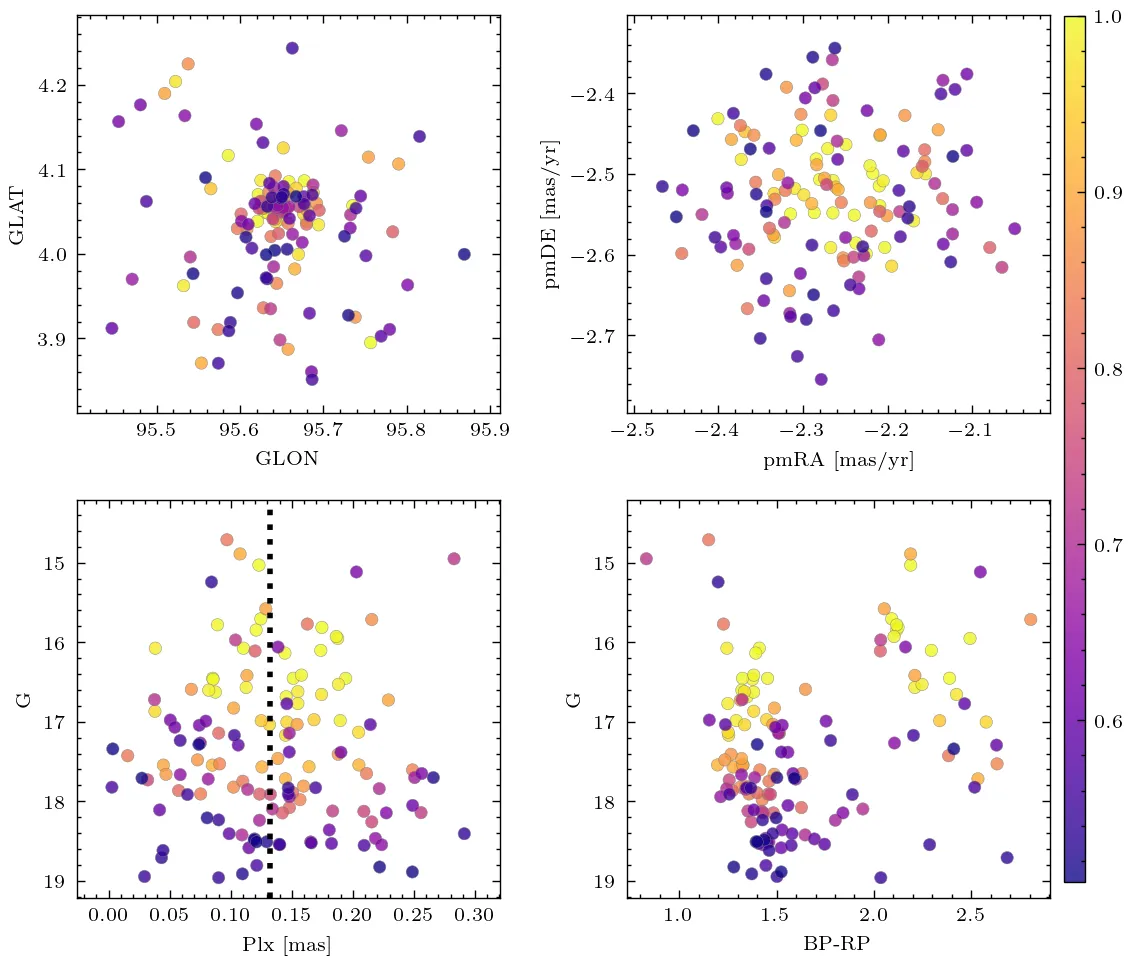 4.2
4.1
4.0
3.9
GLAT
95.5 95.6 95.7 95.8 95.9
GLON
−2.4
−2.5
−2.6
−2.7
pmDE [mas/yr]
−2.5 −2.4 −2.3 −2.2 −2.1
pmRA [mas/yr]
1.0
0.9
0.8
0.7
0.6
15
16
17
18
19
G
0.00 0.05 0.10 0.15 0.20 0.25 0.30
Plx [mas]
15
16
17
18
19
G
1.0 1.5 2.0 2.5
BP-RP